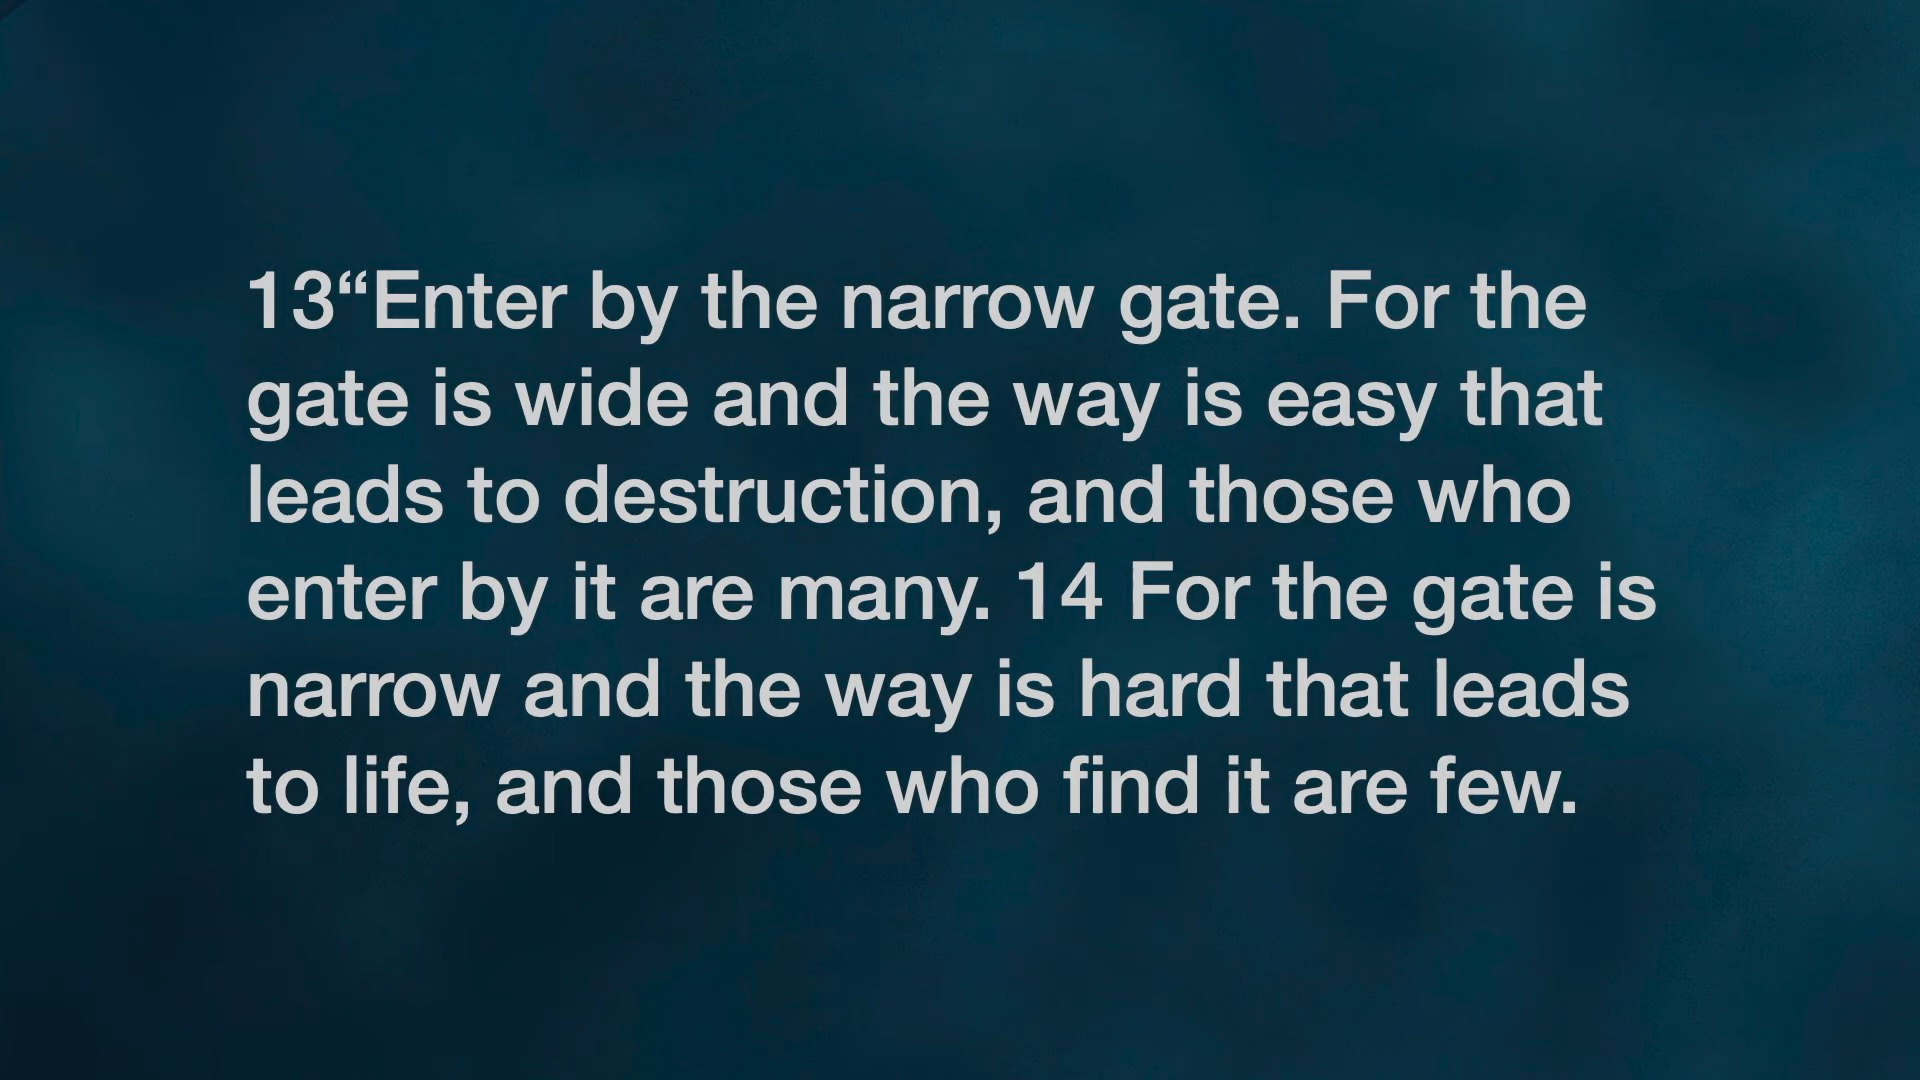 13“Enter by the narrow gate. For the
gate is wide and the way is easy that
leads to destruction, and those who
enter by it are many. 14 For the gate is
narrow and the way is hard that leads
to life, and those who find it are few.